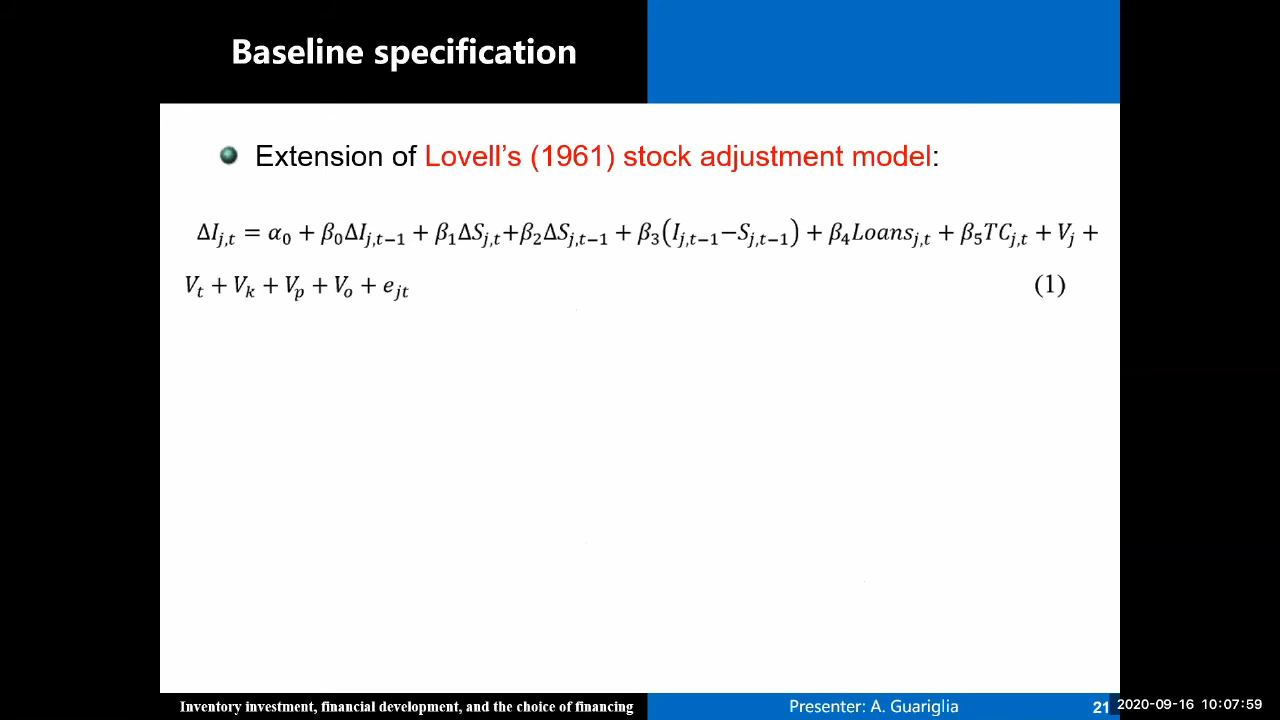 Baseline specification
Extension of Lovell's (1961) stock adjustment model:
ΔI_{j,t} = α_0 + β_0ΔI_{j,t−1} + β_1ΔS_{j,t}+β_2ΔS_{j,t−1} + β_3(I_{j,t−1}−S_{j,t−1}) + β_4Loans_{j,t} + β_5TC_{j,t} + V_j +
V_t + V_k + V_p + V_o + e_{jt} (1)
Inventory investment, financial development, and the choice of financing
Presenter: A. Guariglia
21
2020-09-16 10:07:59